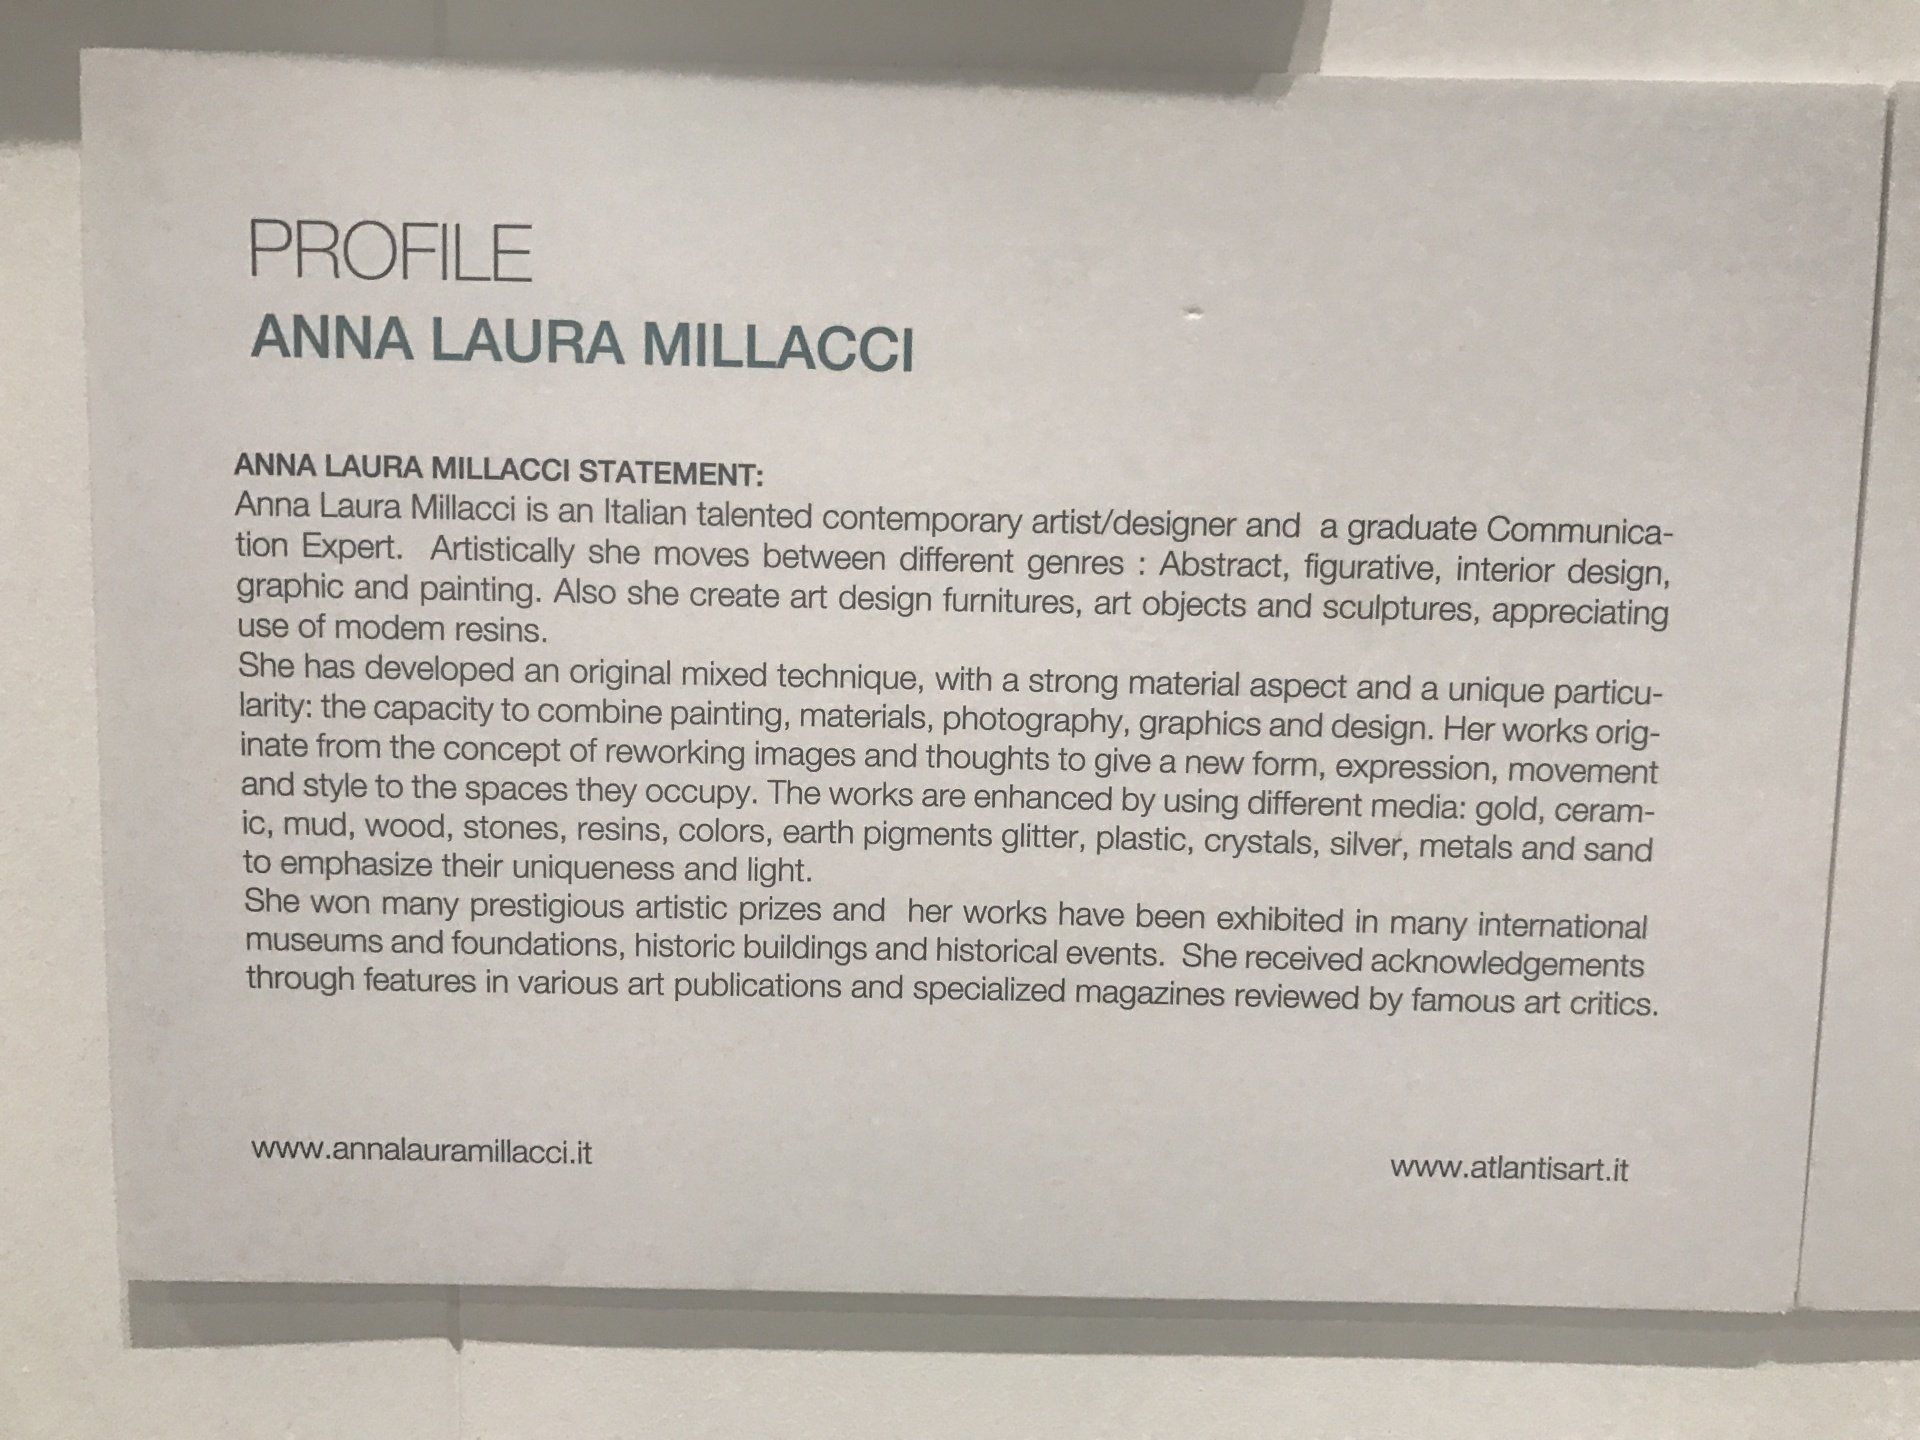 PROFILE
ANNA LAURA MILLACCI
ANNA LAURA MILLACCI STATEMENT:
Anna Laura Millacci is an Italian talented contemporary artist/designer and a graduate Communica-
tion Expert. Artistically she moves between different genres : Abstract, figurative, interior design,
graphic and painting. Also she create art design furnitures, art objects and sculptures, appreciating
use of modem resins.
She has developed an original mixed technique, with a strong material aspect and a unique particu-
larity: the capacity to combine painting, materials, photography, graphics and design. Her works orig-
inate from the concept of reworking images and thoughts to give a new form, expression, movement
and style to the spaces they occupy. The works are enhanced by using different media: gold, ceram-
ic, mud, wood, stones, resins, colors, earth pigments glitter, plastic, crystals, silver, metals and sand
to emphasize their uniqueness and light.
She won many prestigious artistic prizes and her works have been exhibited in many international
museums and foundations, historic buildings and historical events. She received acknowledgements
through features in various art publications and specialized magazines reviewed by famous art critics.
www.annalauramillacci.it
www.atlantisart.it